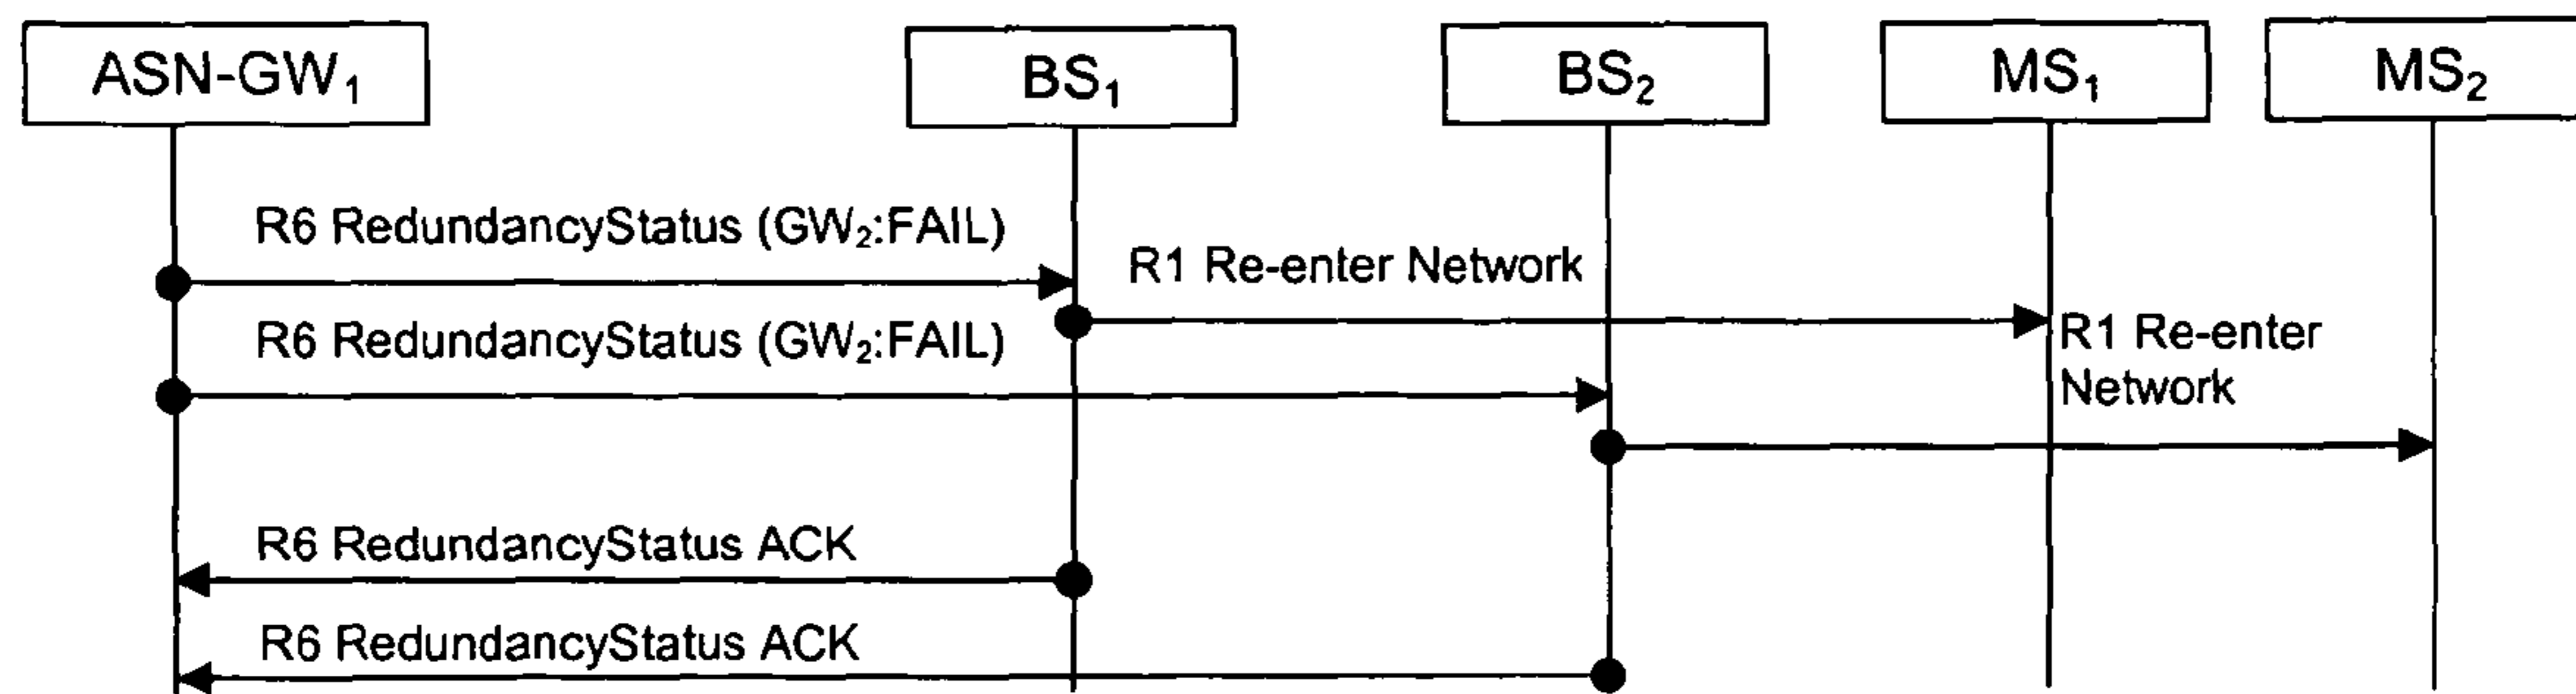 ASN-GW₁ BS₁ BS₂ MS₁ MS₂
R6 RedundancyStatus (GW₂:FAIL)
R1 Re-enter Network
R6 RedundancyStatus (GW₂:FAIL)
R1 Re-enter
Network
R6 RedundancyStatus ACK
R6 RedundancyStatus ACK